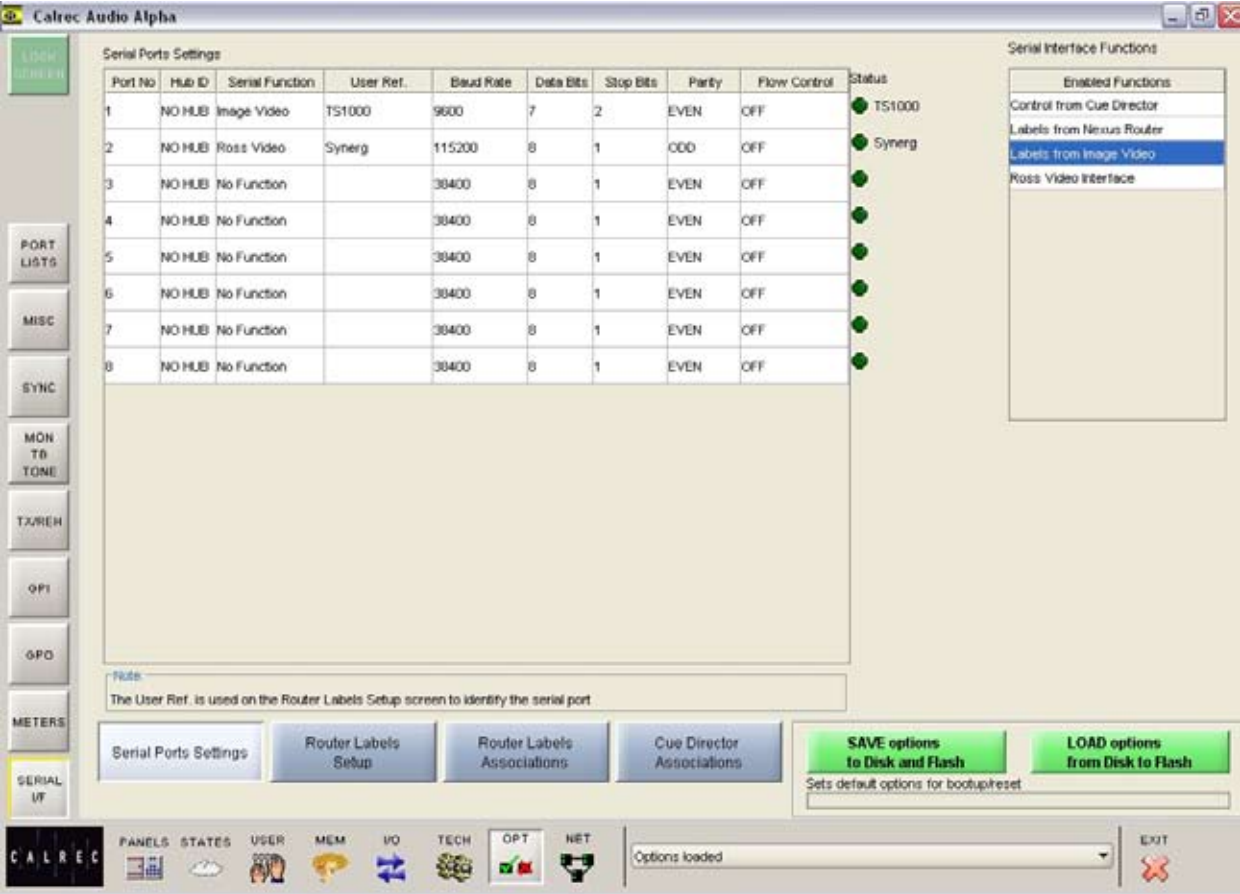 Calrec Audio Alpha
LOCK
SCREEN
Serial Ports Settings
Serial Interface Functions
Port No Hub ID Serial Function User Ref. Baud Rate Data Bits Stop Bits Parity Flow Control Status
Enabled Functions
1 NO HUB Image Video TS1000 9600 7 2 EVEN OFF TS1000
Control from Cue Director
2 NO HUB Ross Video Synerg 115200 8 1 ODD OFF Synerg
Labels from Nexus Router
Labels from Image Video
3 NO HUB No Function 38400 8 1 EVEN OFF
Ross Video Interface
4 NO HUB No Function 38400 8 1 EVEN OFF
5 NO HUB No Function 38400 8 1 EVEN OFF
6 NO HUB No Function 38400 8 1 EVEN OFF
7 NO HUB No Function 38400 8 1 EVEN OFF
8 NO HUB No Function 38400 8 1 EVEN OFF
PORT
LISTS
MISC
SYNC
MON
TB
TONE
TX/REH
GPI
GPO
METERS
SERIAL
I/F
Note:
The User Ref. is used on the Router Labels Setup screen to identify the serial port
Serial Ports Settings
Router Labels
Setup
Router Labels
Associations
Cue Director
Associations
SAVE options
to Disk and Flash
LOAD options
from Disk to Flash
Sets default options for bootup/reset
CALREC
PANELS STATES USER MEM I/O TECH OPT NET
Options loaded
EXIT